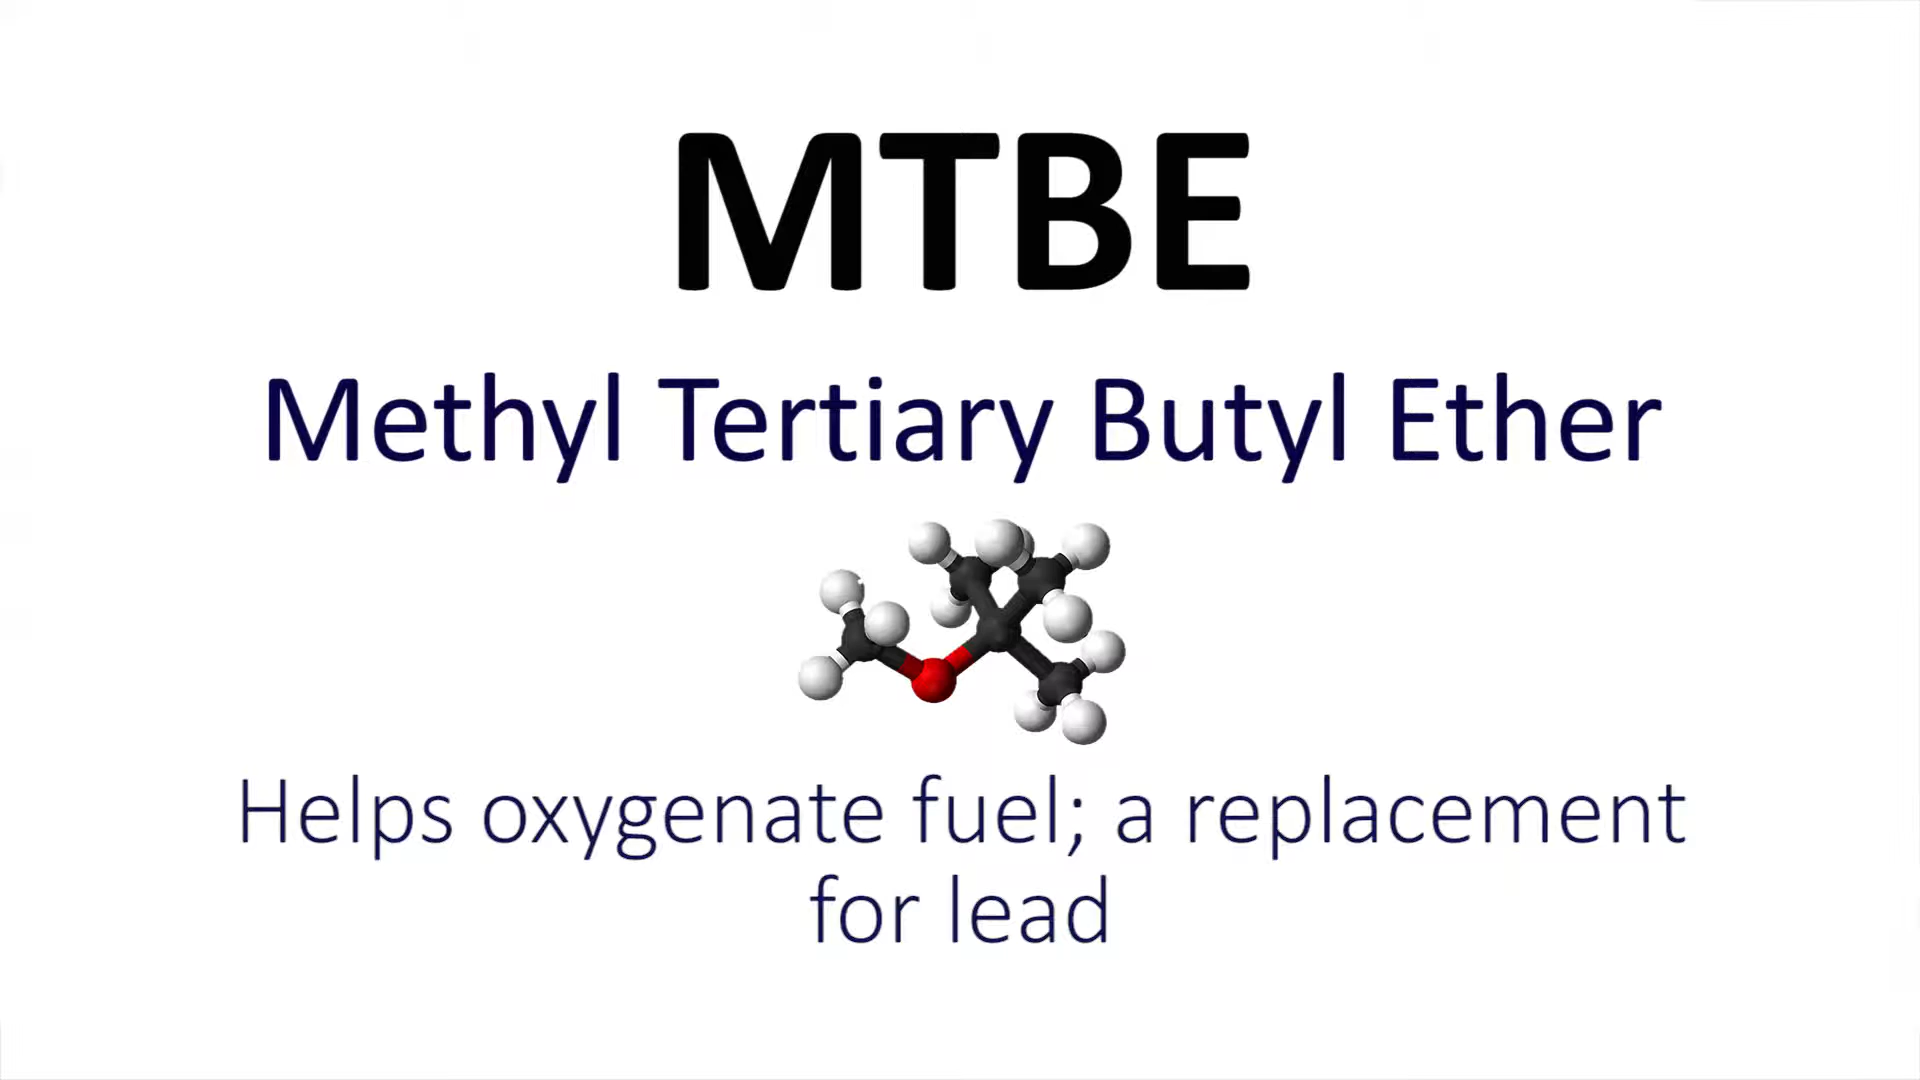 MTBE
Methyl Tertiary Butyl Ether
Helps oxygenate fuel; a replacement
for lead